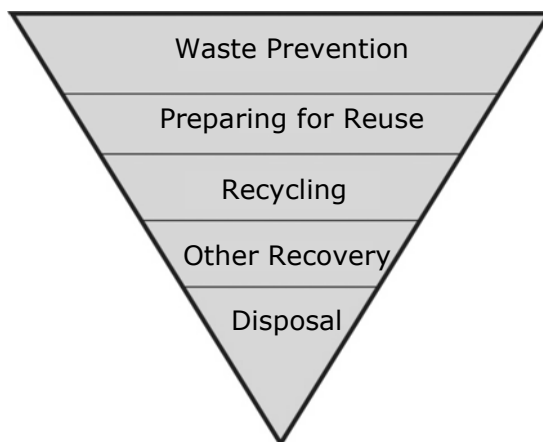 Waste Prevention
Preparing for Reuse
Recycling
Other Recovery
Disposal